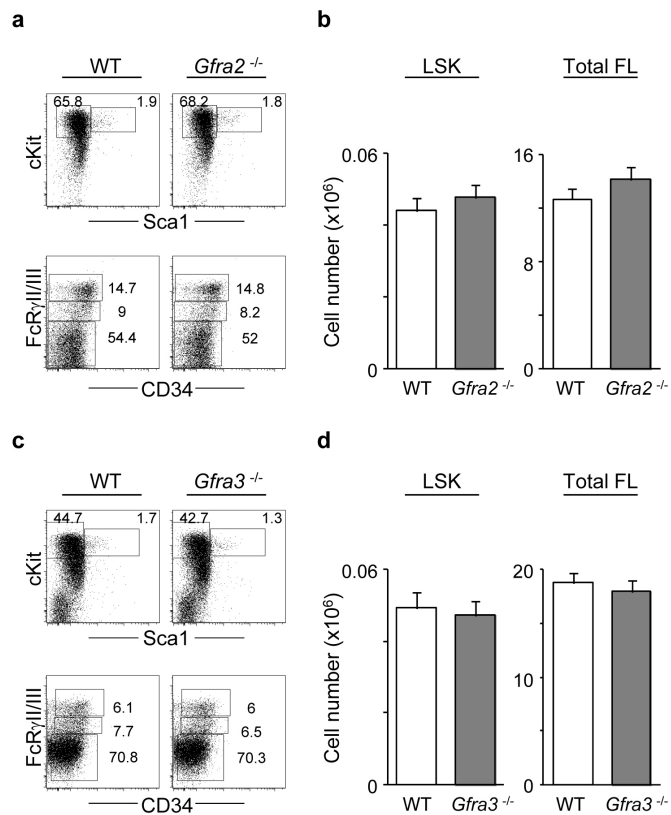 a
b
WT
Gfra2 -/-
LSK
Total FL
65.8
1.9
68.2
1.8
cKit
Sca1
14.7
9
54.4
14.8
8.2
52
FcRγII/III
CD34
Cell number (x10⁶)
0.06
0
WT
Gfra2 -/-
16
8
0
WT
Gfra2 -/-
c
d
WT
Gfra3 -/-
LSK
Total FL
44.7
1.7
42.7
1.3
cKit
Sca1
6.1
7.7
70.8
6
6.5
70.3
FcRγII/III
CD34
Cell number (x10⁶)
0.06
0
WT
Gfra3 -/-
20
10
0
WT
Gfra3 -/-